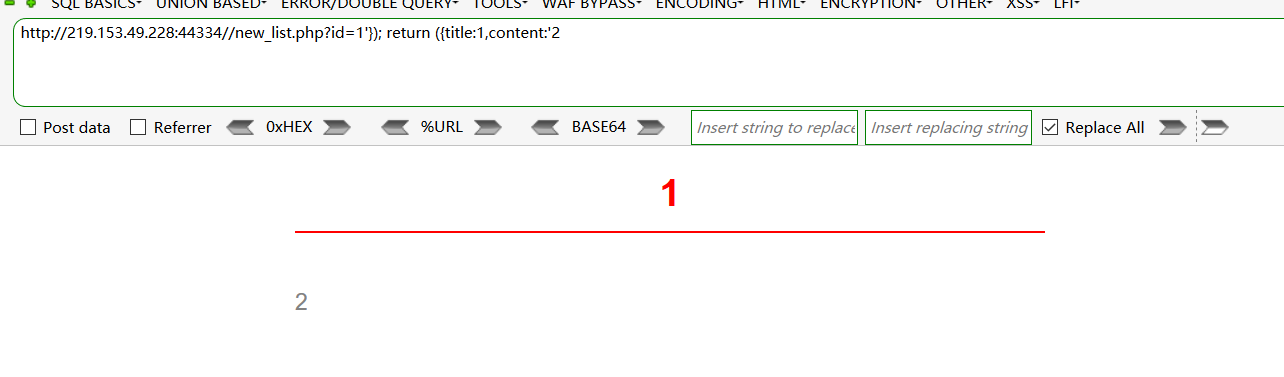 SQL BASICS UNION BASED ERROR/DOUBLE QUERY TOOLS WAF BYPASS ENCODING HTML ENCRYPTION OTHER XSS LFI
http://219.153.49.228:44334//new_list.php?id=1'}); return ({title:1,content:'2
Post data Referrer 0xHEX %URL BASE64 Insert string to replace Insert replacing string Replace All
1
2